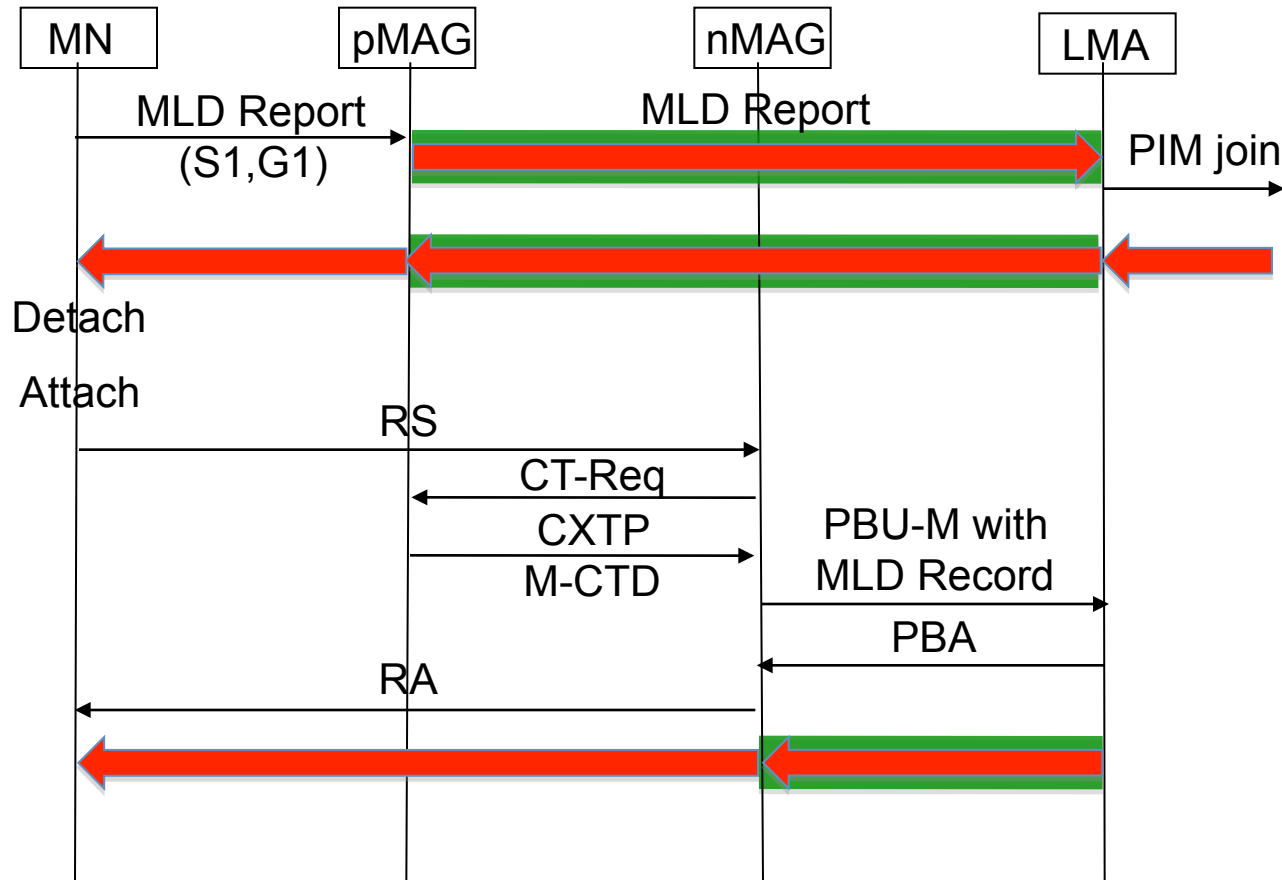 MN
pMAG
nMAG
LMA
MLD Report
(S1,G1)
MLD Report
PIM join
Detach
Attach
RS
CT-Req
CXTP
M-CTD
PBU-M with
MLD Record
PBA
RA